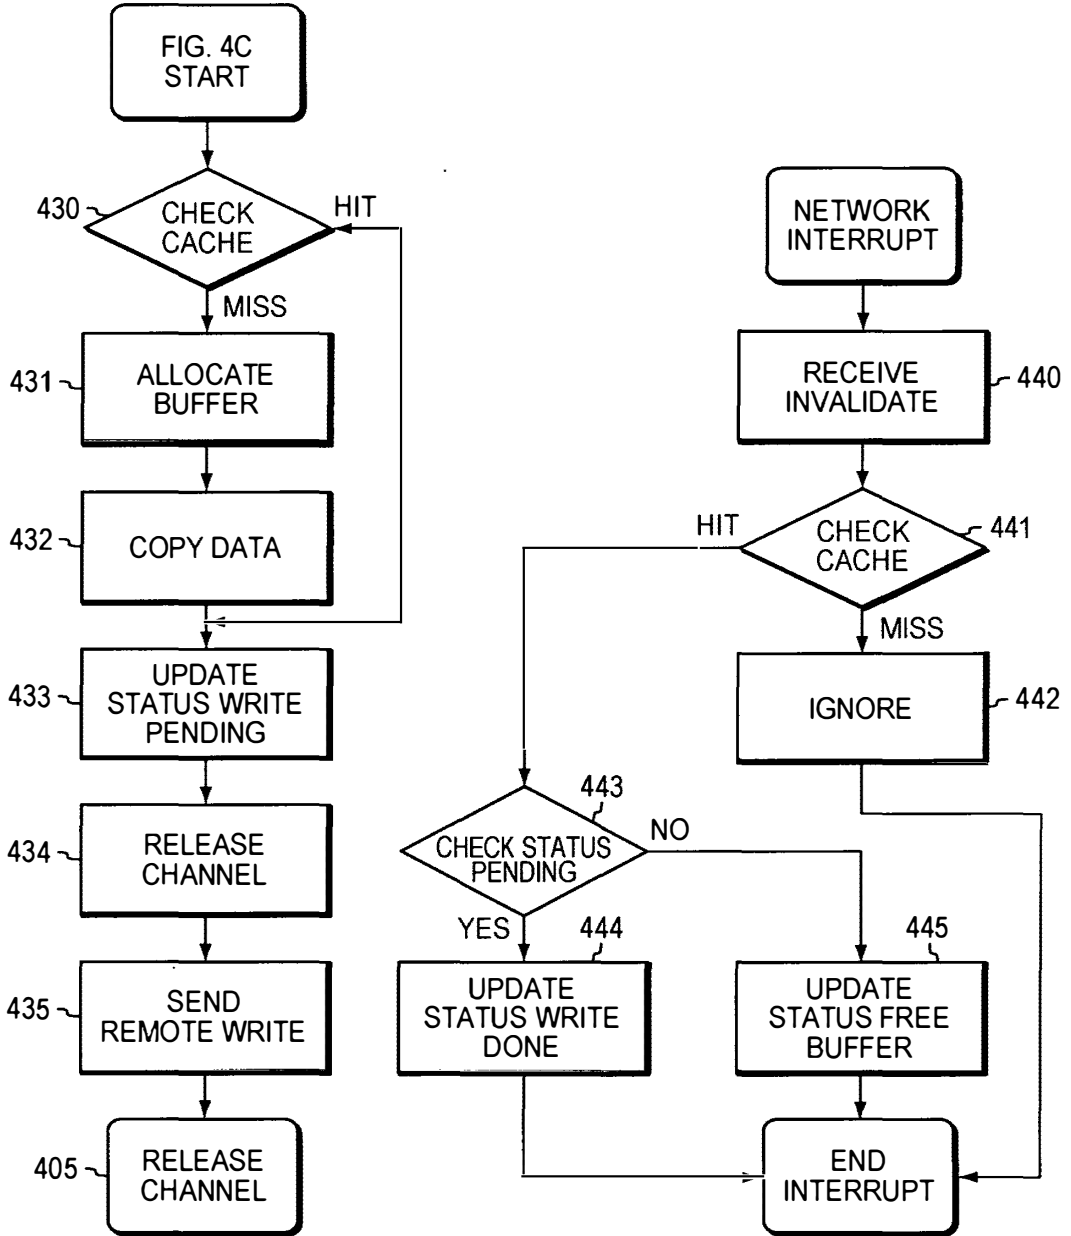 FIG. 4C
START
430
CHECK
CACHE
HIT
MISS
431
ALLOCATE
BUFFER
432
COPY DATA
433
UPDATE
STATUS WRITE
PENDING
434
RELEASE
CHANNEL
435
SEND
REMOTE WRITE
405
RELEASE
CHANNEL
NETWORK
INTERRUPT
RECEIVE
INVALIDATE
440
HIT
CHECK
CACHE
441
MISS
IGNORE
442
443
CHECK STATUS
PENDING
NO
YES
444
UPDATE
STATUS WRITE
DONE
445
UPDATE
STATUS FREE
BUFFER
END
INTERRUPT